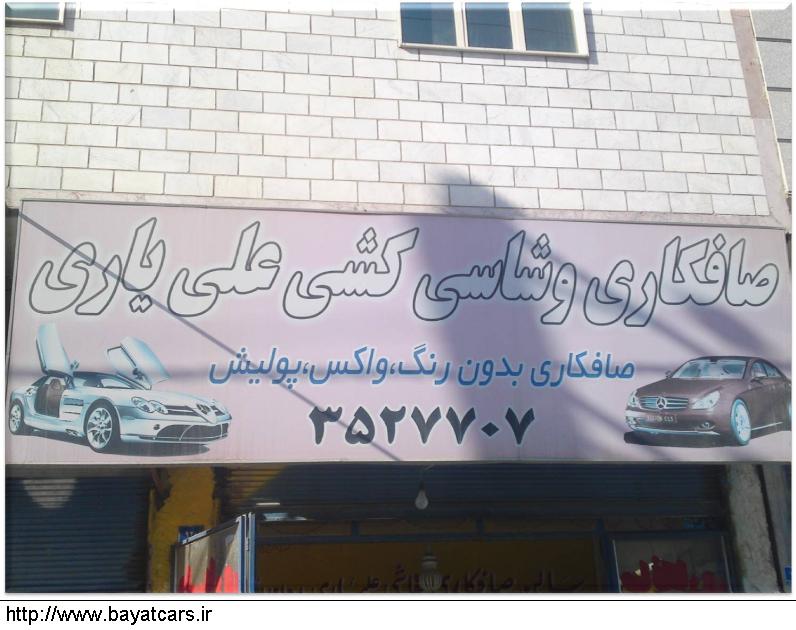 صافکاری وشاسی کشی علی یاری
صافکاری بدون رنگ،واکس،پولیش
۳۵۲۷۷۰۷
http://www.bayatcars.ir